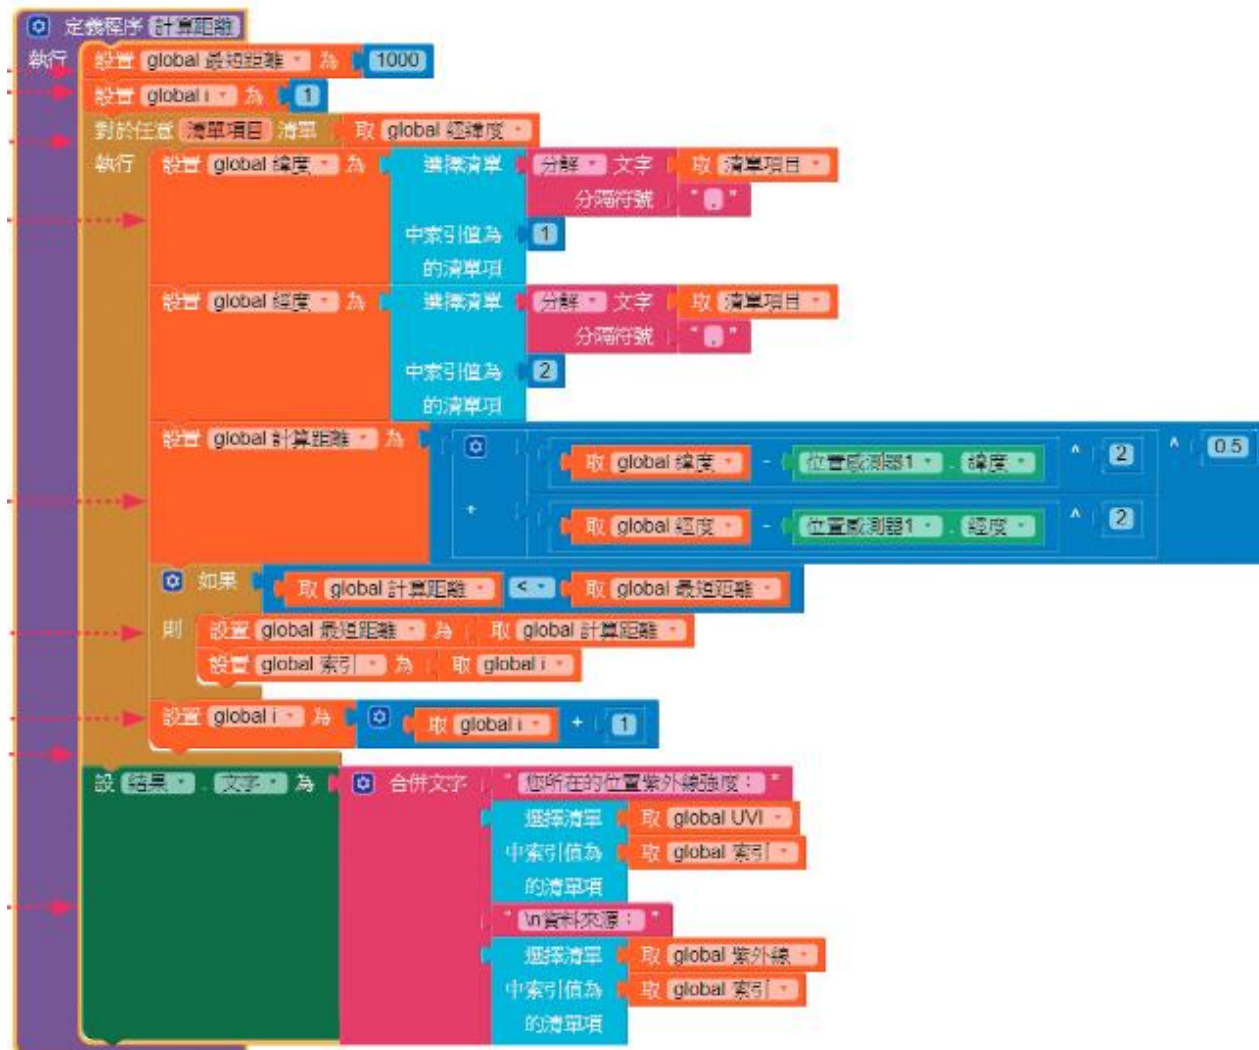 定義程序 計算距離
執行 設置 global 最短距離 為 1000
設置 global i 為 1
對於任意 清單項目 清單 取 global 經緯度
執行 設置 global 緯度 為 選擇清單 分解 文字 取 清單項目
分隔符號 " , "
中索引值為 1
的清單項
設置 global 經度 為 選擇清單 分解 文字 取 清單項目
分隔符號 " , "
中索引值為 2
的清單項
設置 global 計算距離 為 取 global 緯度 - 位置感測器1 . 緯度 ^ 2 ^ 0.5
+ 取 global 經度 - 位置感測器1 . 經度 ^ 2
如果 取 global 計算距離 < 取 global 最短距離
則 設置 global 最短距離 為 取 global 計算距離
設置 global 索引 為 取 global i
設置 global i 為 取 global i + 1
設 結果 . 文字 為 合併文字 " 您所在的位置紫外線強度： "
選擇清單 取 global UVI
中索引值為 取 global 索引
的清單項
" \n資料來源： "
選擇清單 取 global 紫外線
中索引值為 取 global 索引
的清單項